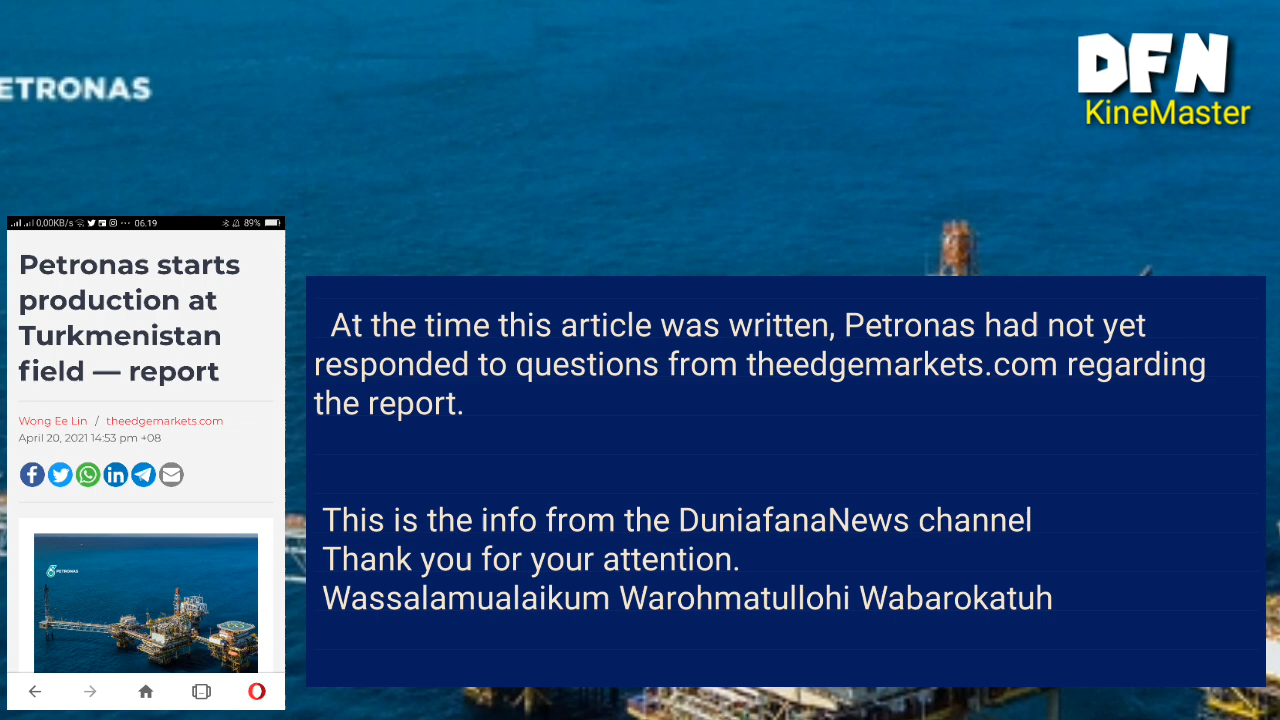 ETRONAS
DFN
KineMaster
0,00KB/s ... 06.19 89%
Petronas starts
production at
Turkmenistan
field — report
Wong Ee Lin / theedgemarkets.com
April 20, 2021 14:53 pm +08
PETRONAS
At the time this article was written, Petronas had not yet
responded to questions from theedgemarkets.com regarding
the report.
This is the info from the DuniafanaNews channel
Thank you for your attention.
Wassalamualaikum Warohmatullohi Wabarokatuh